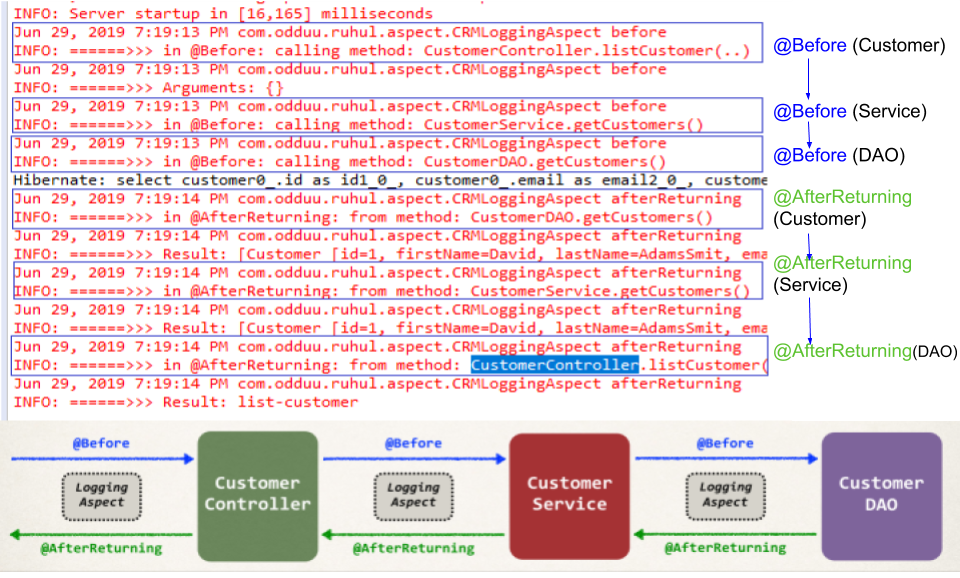 INFO: Server startup in [16,165] milliseconds
Jun 29, 2019 7:19:13 PM com.odduu.ruhul.aspect.CRMLoggingAspect before
INFO: ======>>> in @Before: calling method: CustomerController.listCustomer(..)
Jun 29, 2019 7:19:13 PM com.odduu.ruhul.aspect.CRMLoggingAspect before
INFO: ======>>> Arguments: {}
Jun 29, 2019 7:19:13 PM com.odduu.ruhul.aspect.CRMLoggingAspect before
INFO: ======>>> in @Before: calling method: CustomerService.getCustomers()
Jun 29, 2019 7:19:13 PM com.odduu.ruhul.aspect.CRMLoggingAspect before
INFO: ======>>> in @Before: calling method: CustomerDAO.getCustomers()
Hibernate: select customer0_.id as id1_0_, customer0_.email as email2_0_, custome
Jun 29, 2019 7:19:14 PM com.odduu.ruhul.aspect.CRMLoggingAspect afterReturning
INFO: ======>>> in @AfterReturning: from method: CustomerDAO.getCustomers()
Jun 29, 2019 7:19:14 PM com.odduu.ruhul.aspect.CRMLoggingAspect afterReturning
INFO: ======>>> Result: [Customer [id=1, firstName=David, lastName=AdamsSmit, ema
Jun 29, 2019 7:19:14 PM com.odduu.ruhul.aspect.CRMLoggingAspect afterReturning
INFO: ======>>> in @AfterReturning: from method: CustomerService.getCustomers()
Jun 29, 2019 7:19:14 PM com.odduu.ruhul.aspect.CRMLoggingAspect afterReturning
INFO: ======>>> Result: [Customer [id=1, firstName=David, lastName=AdamsSmit, ema
Jun 29, 2019 7:19:14 PM com.odduu.ruhul.aspect.CRMLoggingAspect afterReturning
INFO: ======>>> in @AfterReturning: from method: CustomerController.listCustomer(
Jun 29, 2019 7:19:14 PM com.odduu.ruhul.aspect.CRMLoggingAspect afterReturning
INFO: ======>>> Result: list-customer
@Before (Customer)
@Before (Service)
@Before (DAO)
@AfterReturning
(Customer)
@AfterReturning
(Service)
@AfterReturning(DAO)
@Before
Logging
Aspect
@AfterReturning
Customer
Controller
@Before
Logging
Aspect
@AfterReturning
Customer
Service
@Before
Logging
Aspect
@AfterReturning
Customer
DAO